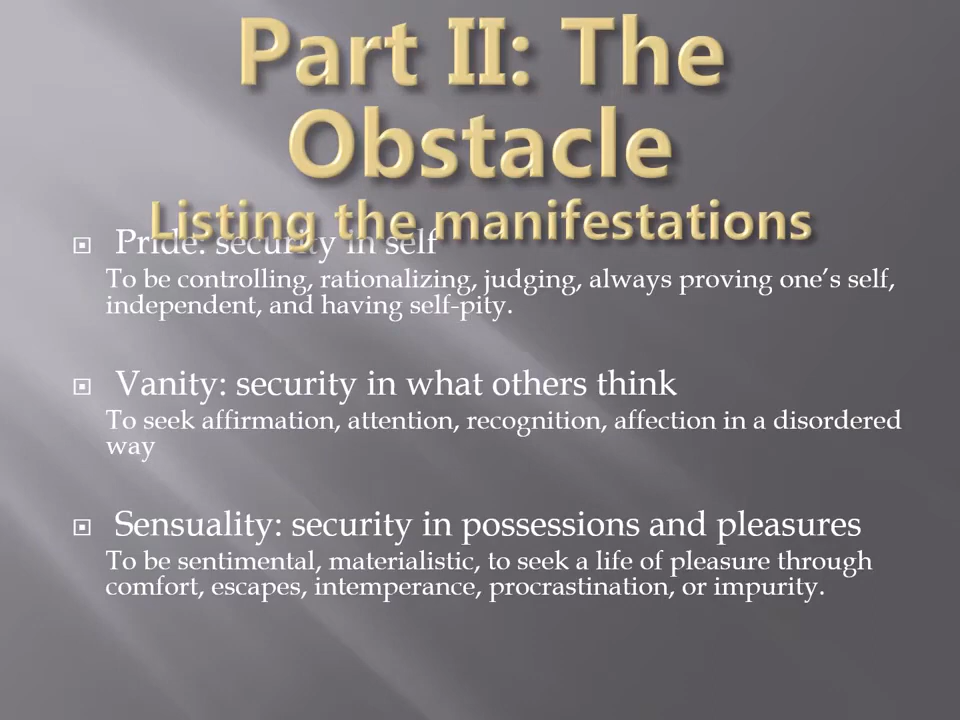 Part II: The
Obstacle
Listing the manifestations
Pride: security in self
To be controlling, rationalizing, judging, always proving one’s self,
independent, and having self-pity.
Vanity: security in what others think
To seek affirmation, attention, recognition, affection in a disordered
way
Sensuality: security in possessions and pleasures
To be sentimental, materialistic, to seek a life of pleasure through
comfort, escapes, intemperance, procrastination, or impurity.